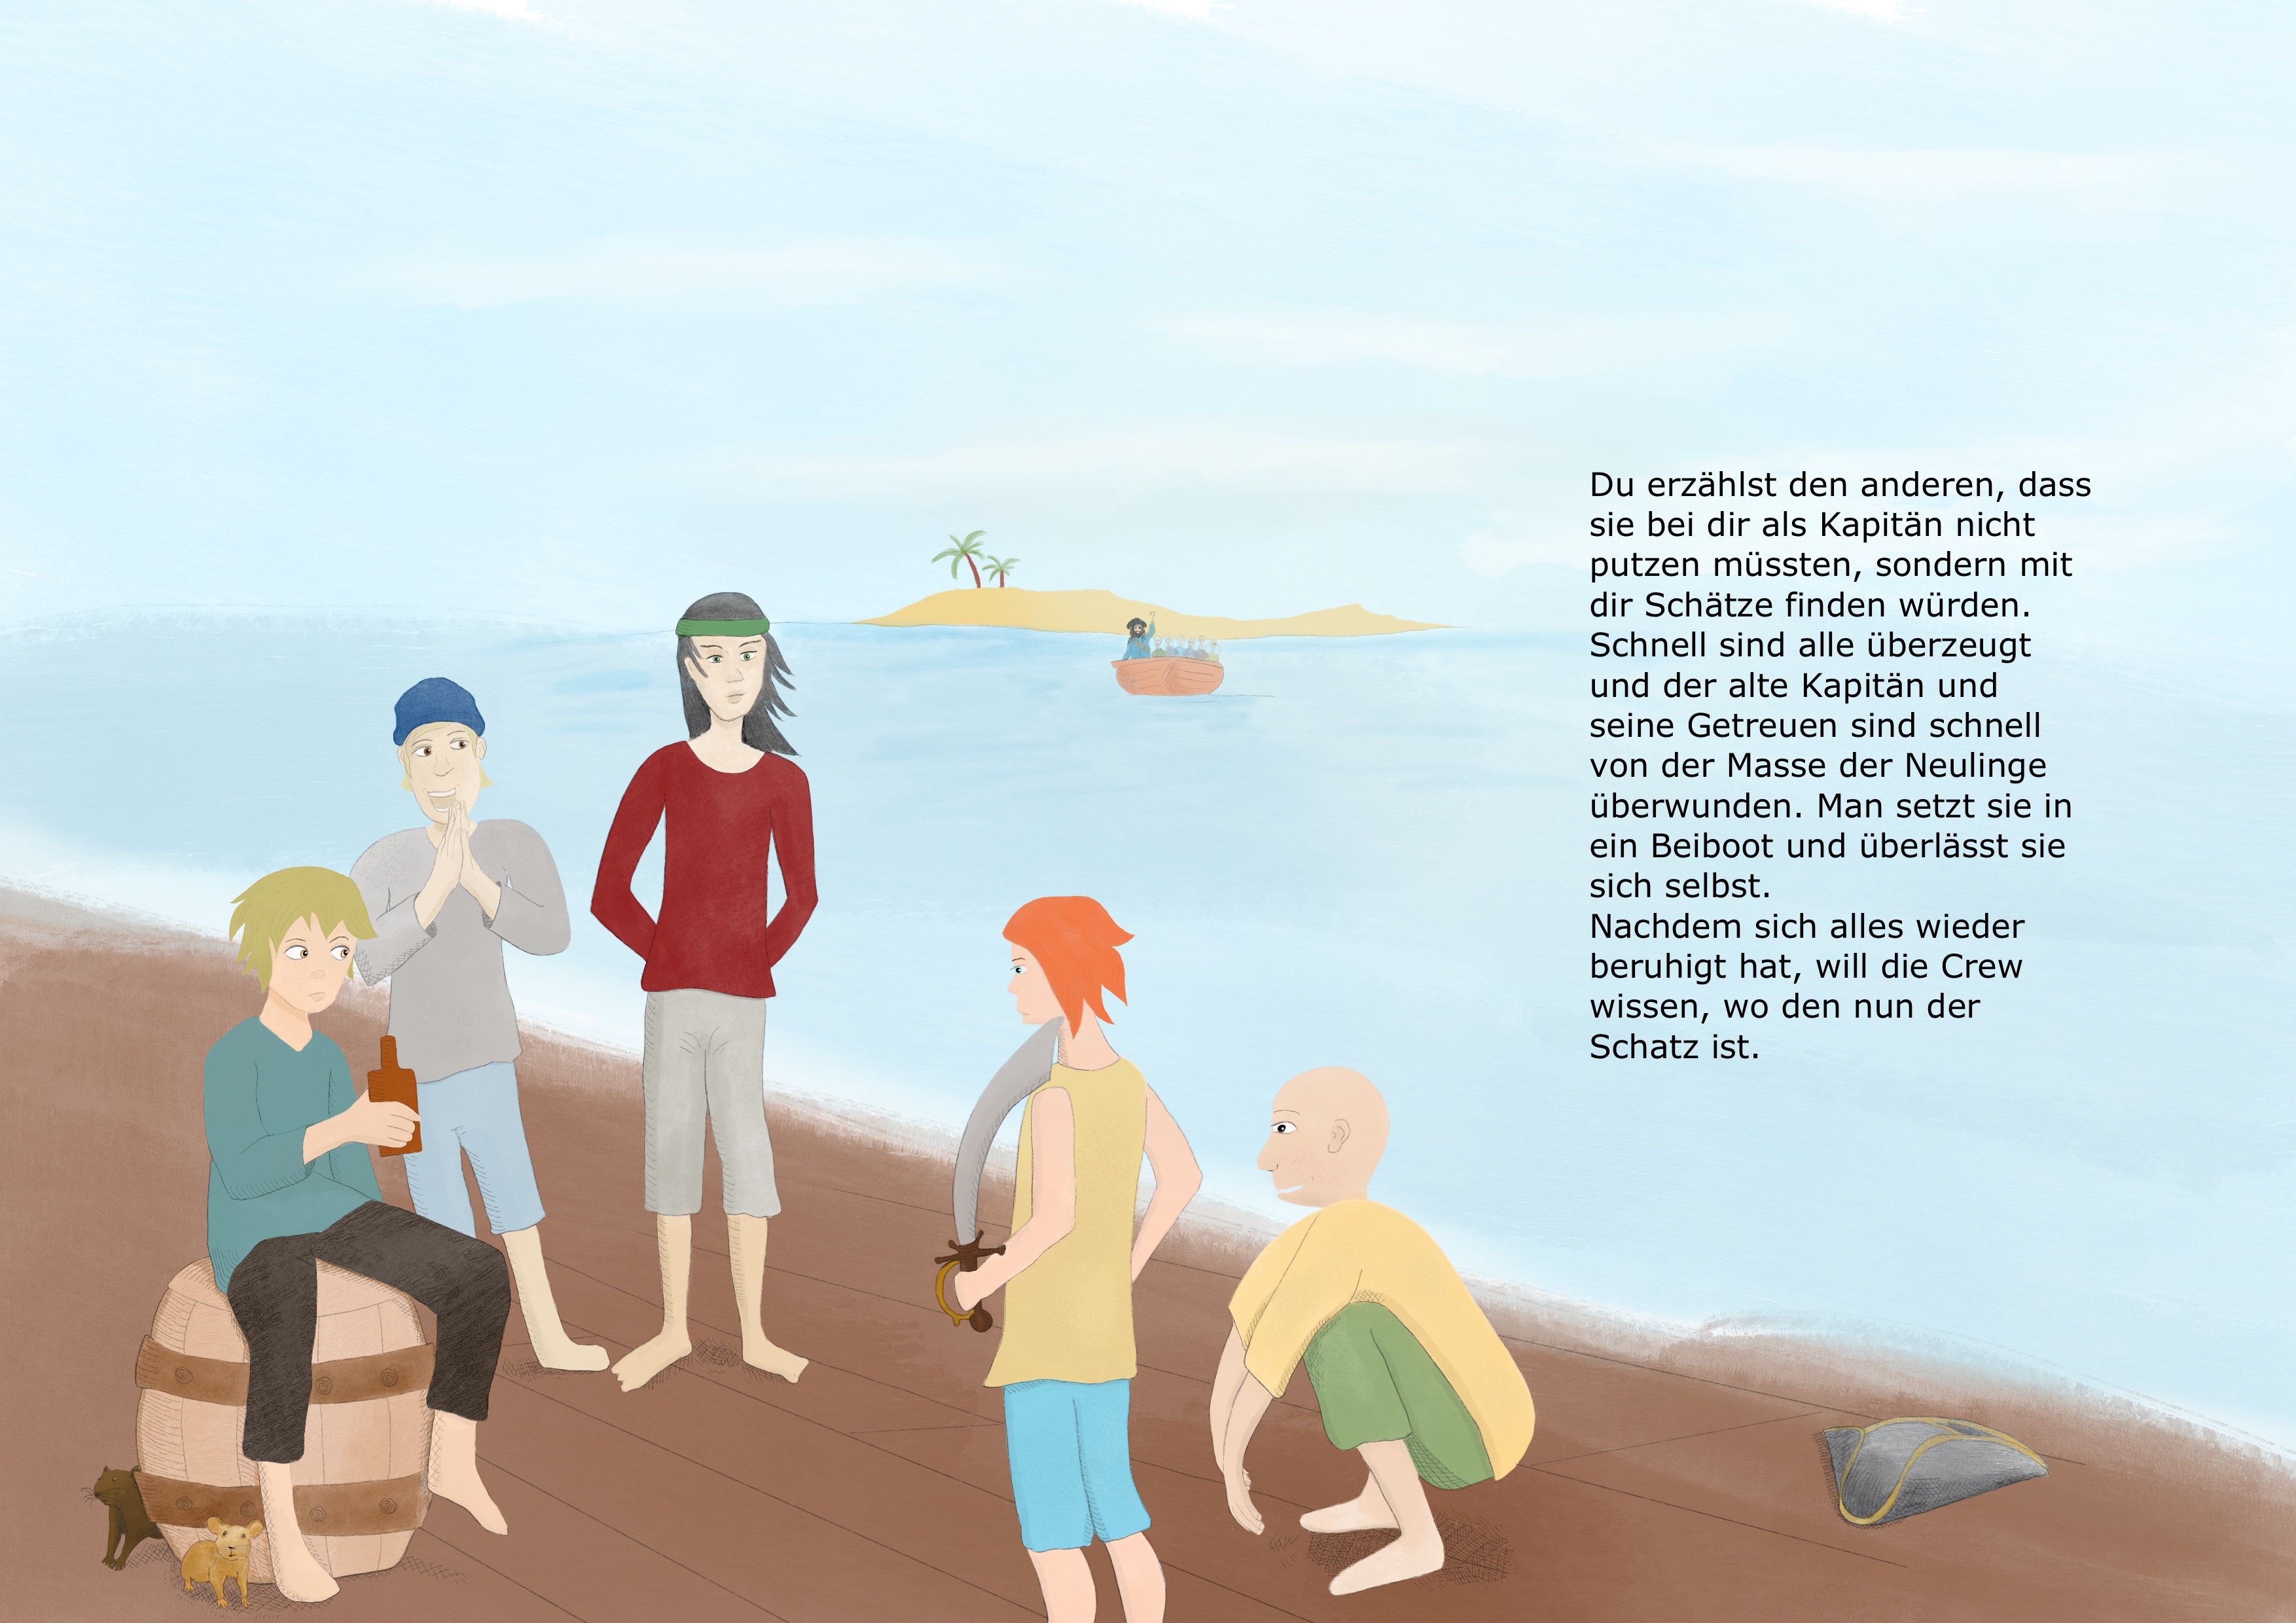 Du erzählst den anderen, dass
sie bei dir als Kapitän nicht
putzen müssten, sondern mit
dir Schätze finden würden.
Schnell sind alle überzeugt
und der alte Kapitän und
seine Getreuen sind schnell
von der Masse der Neulinge
überwunden. Man setzt sie in
ein Beiboot und überlässt sie
sich selbst.
Nachdem sich alles wieder
beruhigt hat, will die Crew
wissen, wo den nun der
Schatz ist.